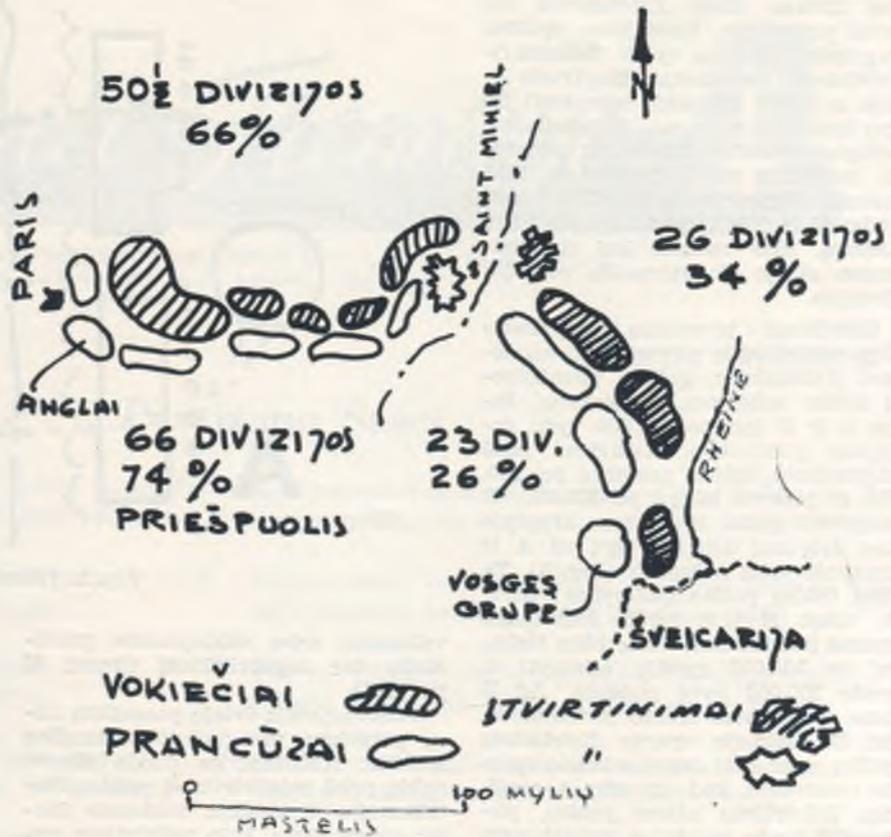 50½ DIVIZIJOS
66%
SAINT MIHIEL
N
PARIS
26 DIVIZIJOS
34 %
ANGLAI
66 DIVIZIJOS
74 %
PRIEŠPUOLIS
23 DIV.
26 %
RHEINE
VOSGES
GRUPE
ŠVEICARIJA
VOKIEČIAI
ĮTVIRTINIMAI
PRANCŪZAI
"
0 100 MYLIŲ
MASTELIS